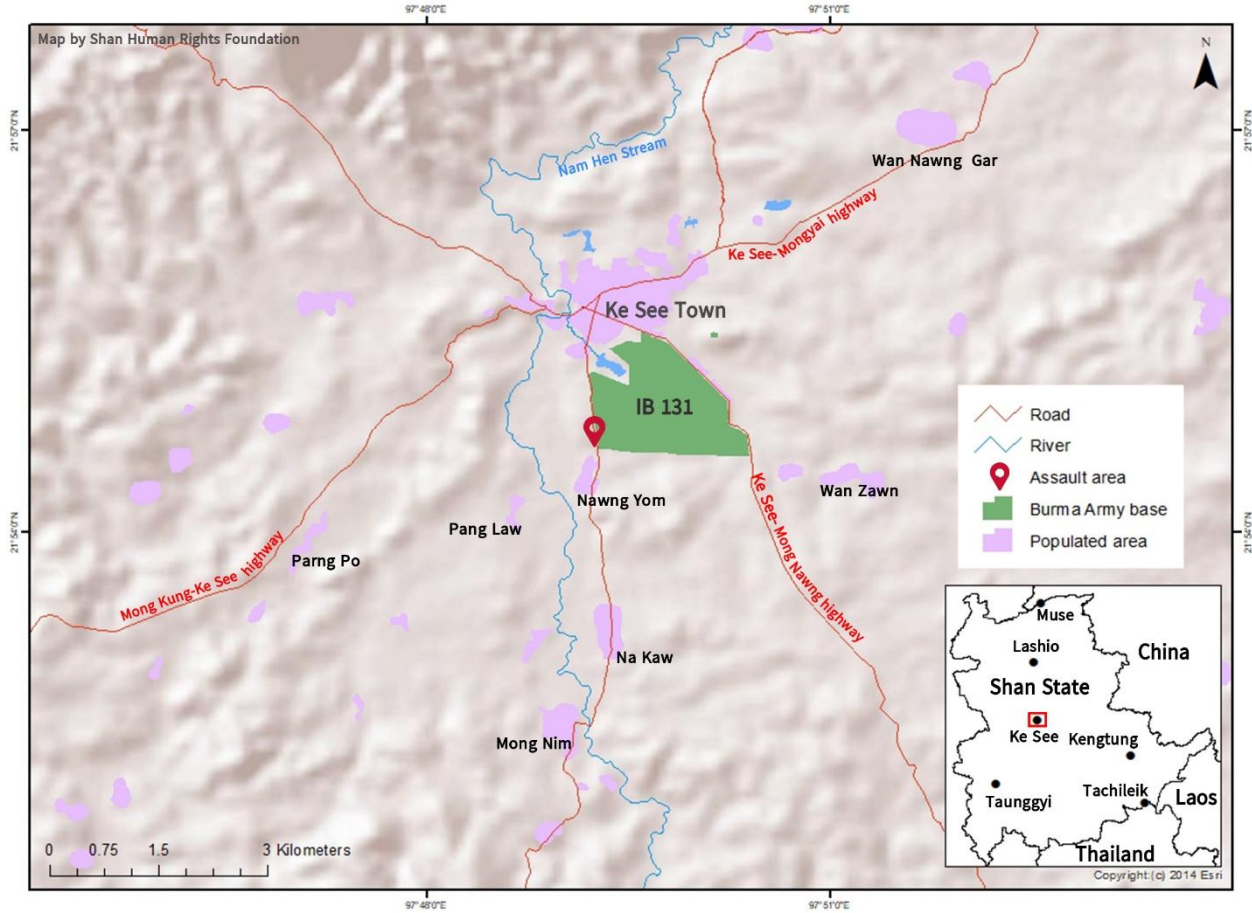 97°48'0"E
97°51'0"E
Map by Shan Human Rights Foundation
N
21°57'0"N
21°57'0"N
Nam Hen Stream
Wan Nawng Gar
Ke See-Mongyai highway
Ke See Town
IB 131
Road
River
Assault area
Burma Army base
Populated area
Nawng Yom
Wan Zawn
Pang Law
Parng Po
21°54'0"N
21°54'0"N
Mong Kung-Ke See highway
Ke See-Mong Nawng highway
Na Kaw
Mong Nim
Muse
Lashio
China
Shan State
Ke See
Kengtung
Taunggyi
Tachileik
Laos
Thailand
0 0.75 1.5 3 Kilometers
Copyright:(c) 2014 Esri
97°48'0"E
97°51'0"E